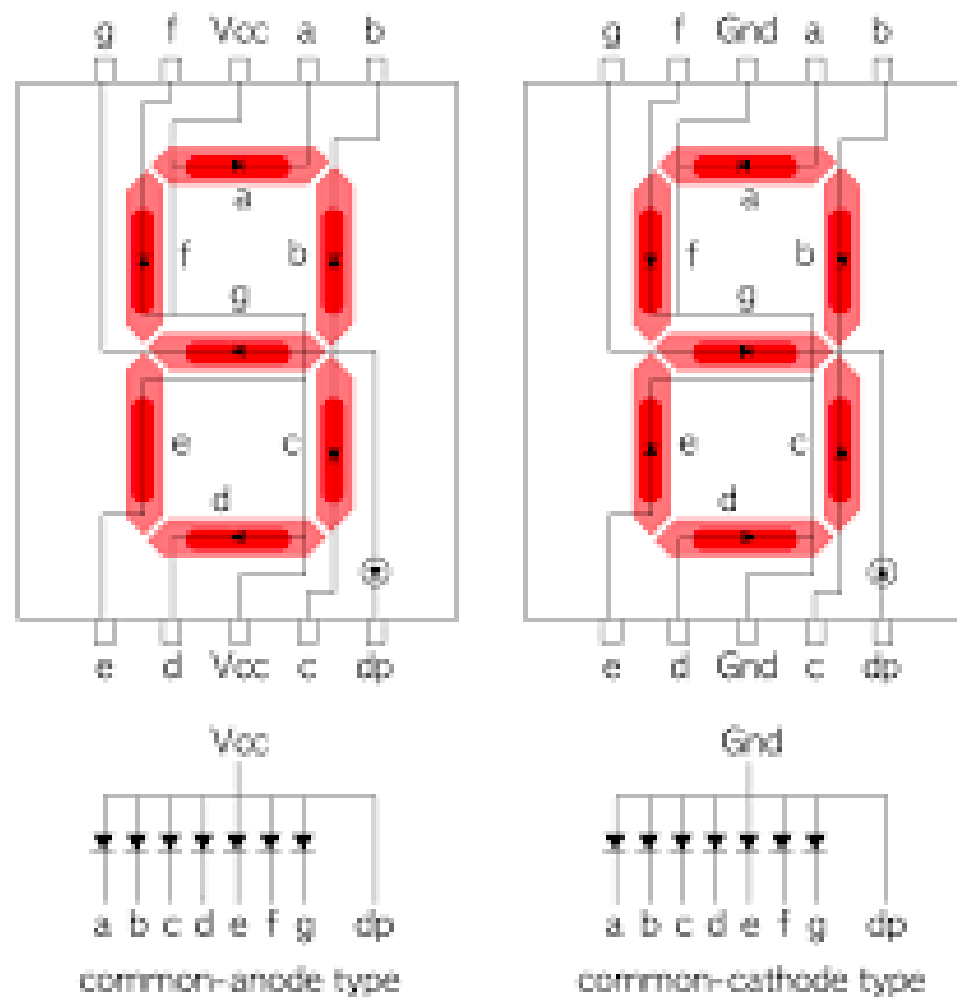 g f Vcc a b
g f Gnd a b
a
f b
g
e c
d
a
f b
g
e c
d
e d Vcc c dp
e d Gnd c dp
Vcc
Gnd
a b c d e f g dp
a b c d e f g dp
common-anode type
common-cathode type